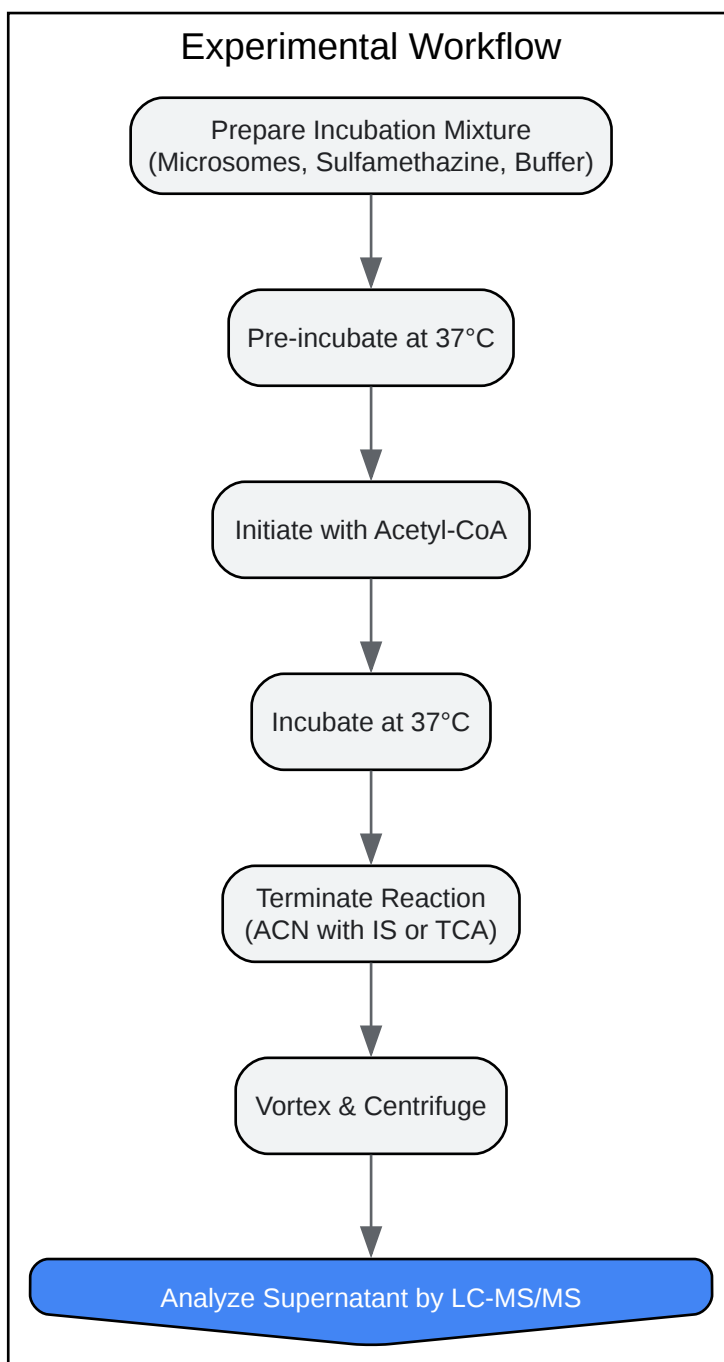 Experimental Workflow
Prepare Incubation Mixture
(Microsomes, Sulfamethazine, Buffer)
Pre-incubate at 37°C
Initiate with Acetyl-CoA
Incubate at 37°C
Terminate Reaction
(ACN with IS or TCA)
Vortex & Centrifuge
Analyze Supernatant by LC-MS/MS